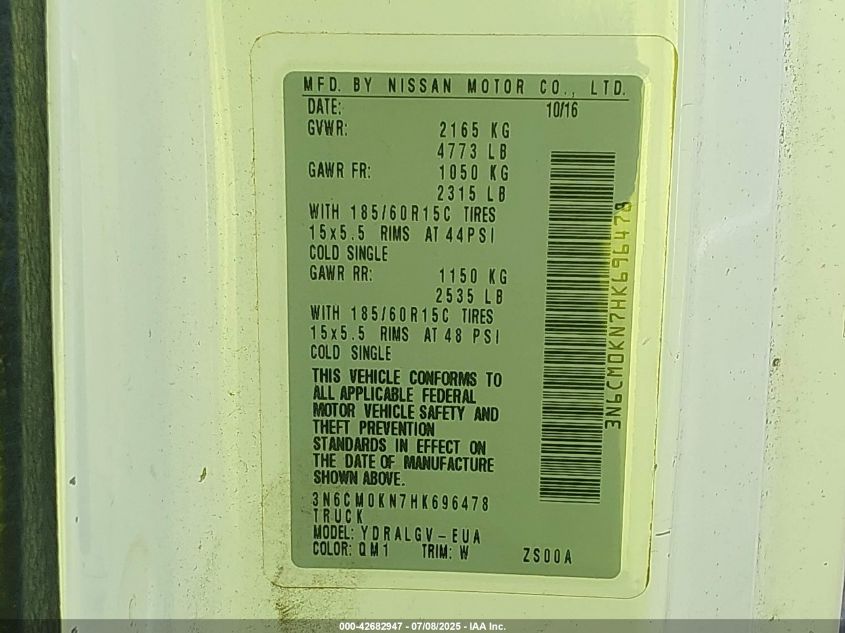 MFD. BY NISSAN MOTOR CO., LTD.
DATE: 10/16
GVWR: 2165 KG
4773 LB
GAWR FR: 1050 KG
2315 LB
WITH 185/60R15C TIRES
15x5.5 RIMS AT 44PSI
COLD SINGLE
GAWR RR: 1150 KG
2535 LB
WITH 185/60R15C TIRES
15x5.5 RIMS AT 48 PSI
COLD SINGLE
THIS VEHICLE CONFORMS TO
ALL APPLICABLE FEDERAL
MOTOR VEHICLE SAFETY AND
THEFT PREVENTION
STANDARDS IN EFFECT ON
THE DATE OF MANUFACTURE
SHOWN ABOVE.
3N6CM0KN7HK696478
TRUCK
MODEL: YDRALGV-EUA
COLOR: QM1 TRIM: W ZS00A
3N6CM0KN7HK696478
000-42682947 - 07/08/2025 - IAA Inc.